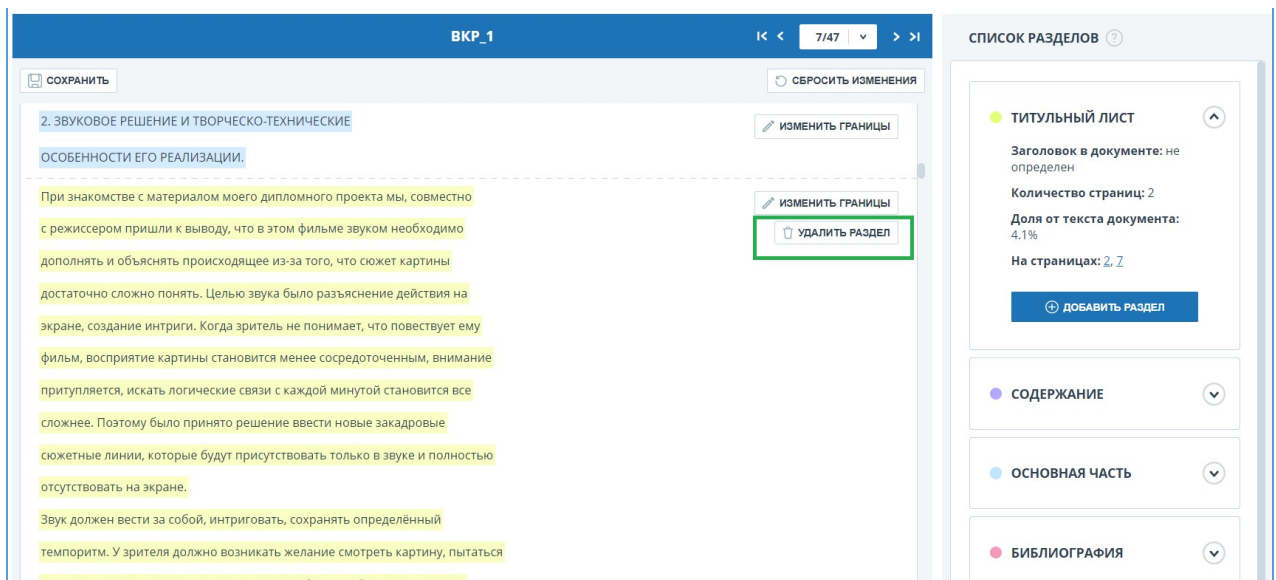 ВКР_1
7/47
СОХРАНИТЬ
СБРОСИТЬ ИЗМЕНЕНИЯ
2. ЗВУКОВОЕ РЕШЕНИЕ И ТВОРЧЕСКО-ТЕХНИЧЕСКИЕ
ИЗМЕНИТЬ ГРАНИЦЫ
ОСОБЕННОСТИ ЕГО РЕАЛИЗАЦИИ.
При знакомстве с материалом моего дипломного проекта мы, совместно
ИЗМЕНИТЬ ГРАНИЦЫ
с режиссером пришли к выводу, что в этом фильме звуком необходимо
УДАЛИТЬ РАЗДЕЛ
дополнять и объяснять происходящее из-за того, что сюжет картины
достаточно сложно понять. Целью звука было разъяснение действия на
экране, создание интриги. Когда зритель не понимает, что повествует ему
фильм, восприятие картины становится менее сосредоточенным, внимание
притупляется, искать логические связи с каждой минутой становится все
сложнее. Поэтому было принято решение ввести новые закадровые
сюжетные линии, которые будут присутствовать только в звуке и полностью
отсутствовать на экране.
Звук должен вести за собой, интриговать, сохранять определённый
темпоритм. У зрителя должно возникать желание смотреть картину, пытаться
СПИСОК РАЗДЕЛОВ ?
ТИТУЛЬНЫЙ ЛИСТ
Заголовок в документе: не
определен
Количество страниц: 2
Доля от текста документа:
4.1%
На страницах: 2, 7
ДОБАВИТЬ РАЗДЕЛ
СОДЕРЖАНИЕ
ОСНОВНАЯ ЧАСТЬ
БИБЛИОГРАФИЯ